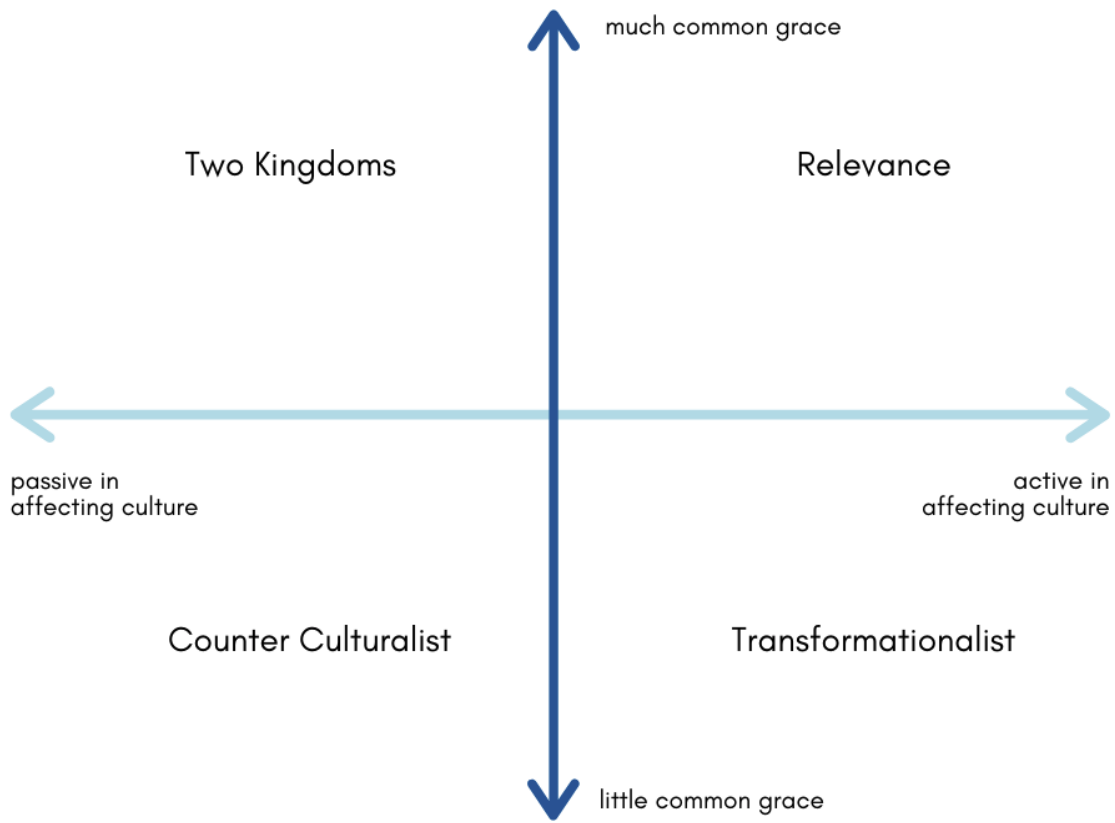 much common grace
Two Kingdoms
Relevance
passive in
affecting culture
active in
affecting culture
Counter Culturalist
Transformationalist
little common grace